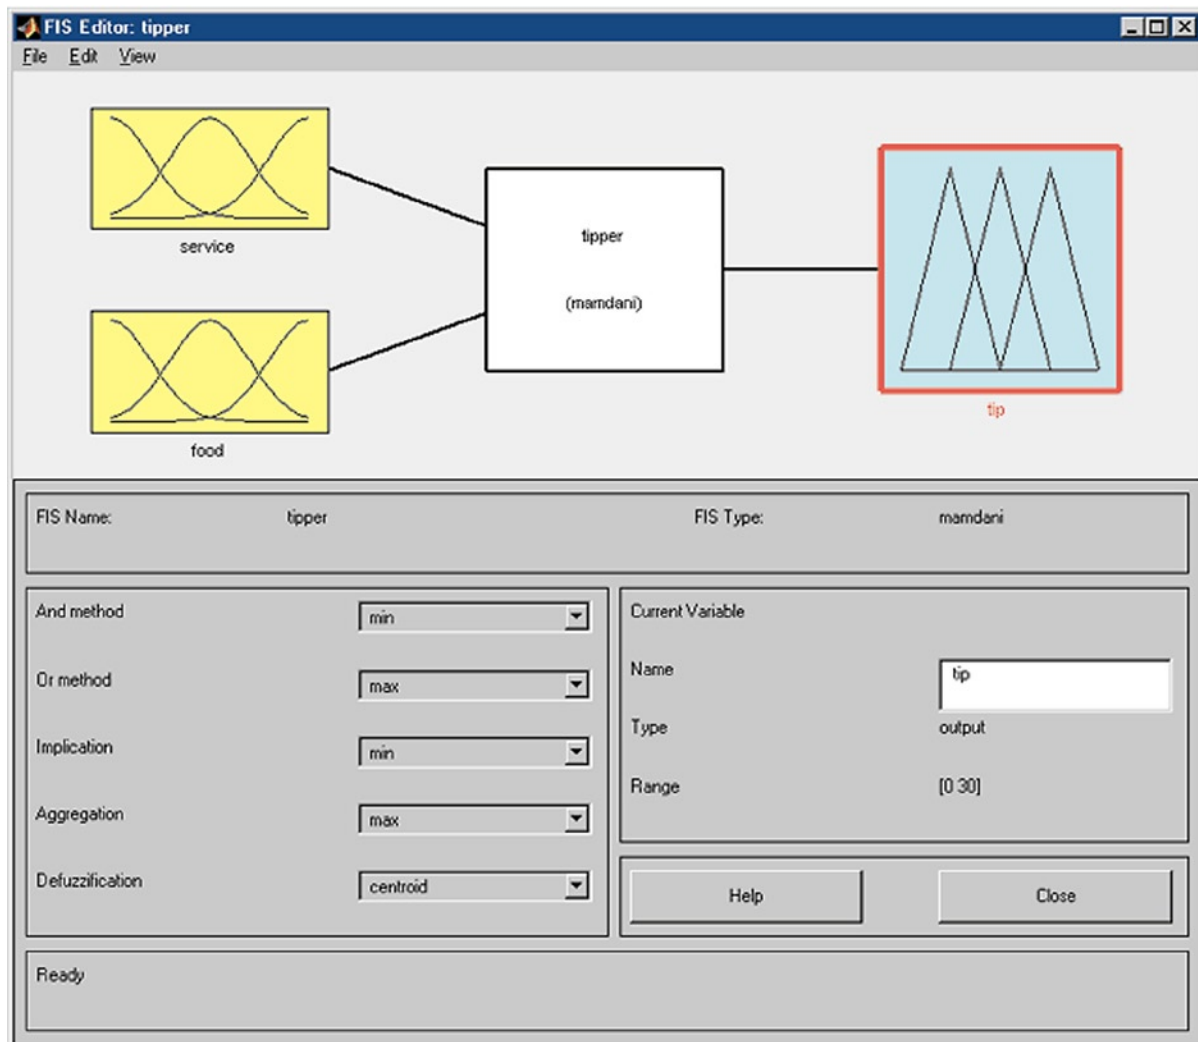 FIS Editor: tipper
File Edit View
service
food
tipper
(mamdani)
tip
FIS Name: tipper FIS Type: mamdani
And method min
Or method max
Implication min
Aggregation max
Defuzzification centroid
Current Variable
Name tip
Type output
Range [0 30]
Help Close
Ready